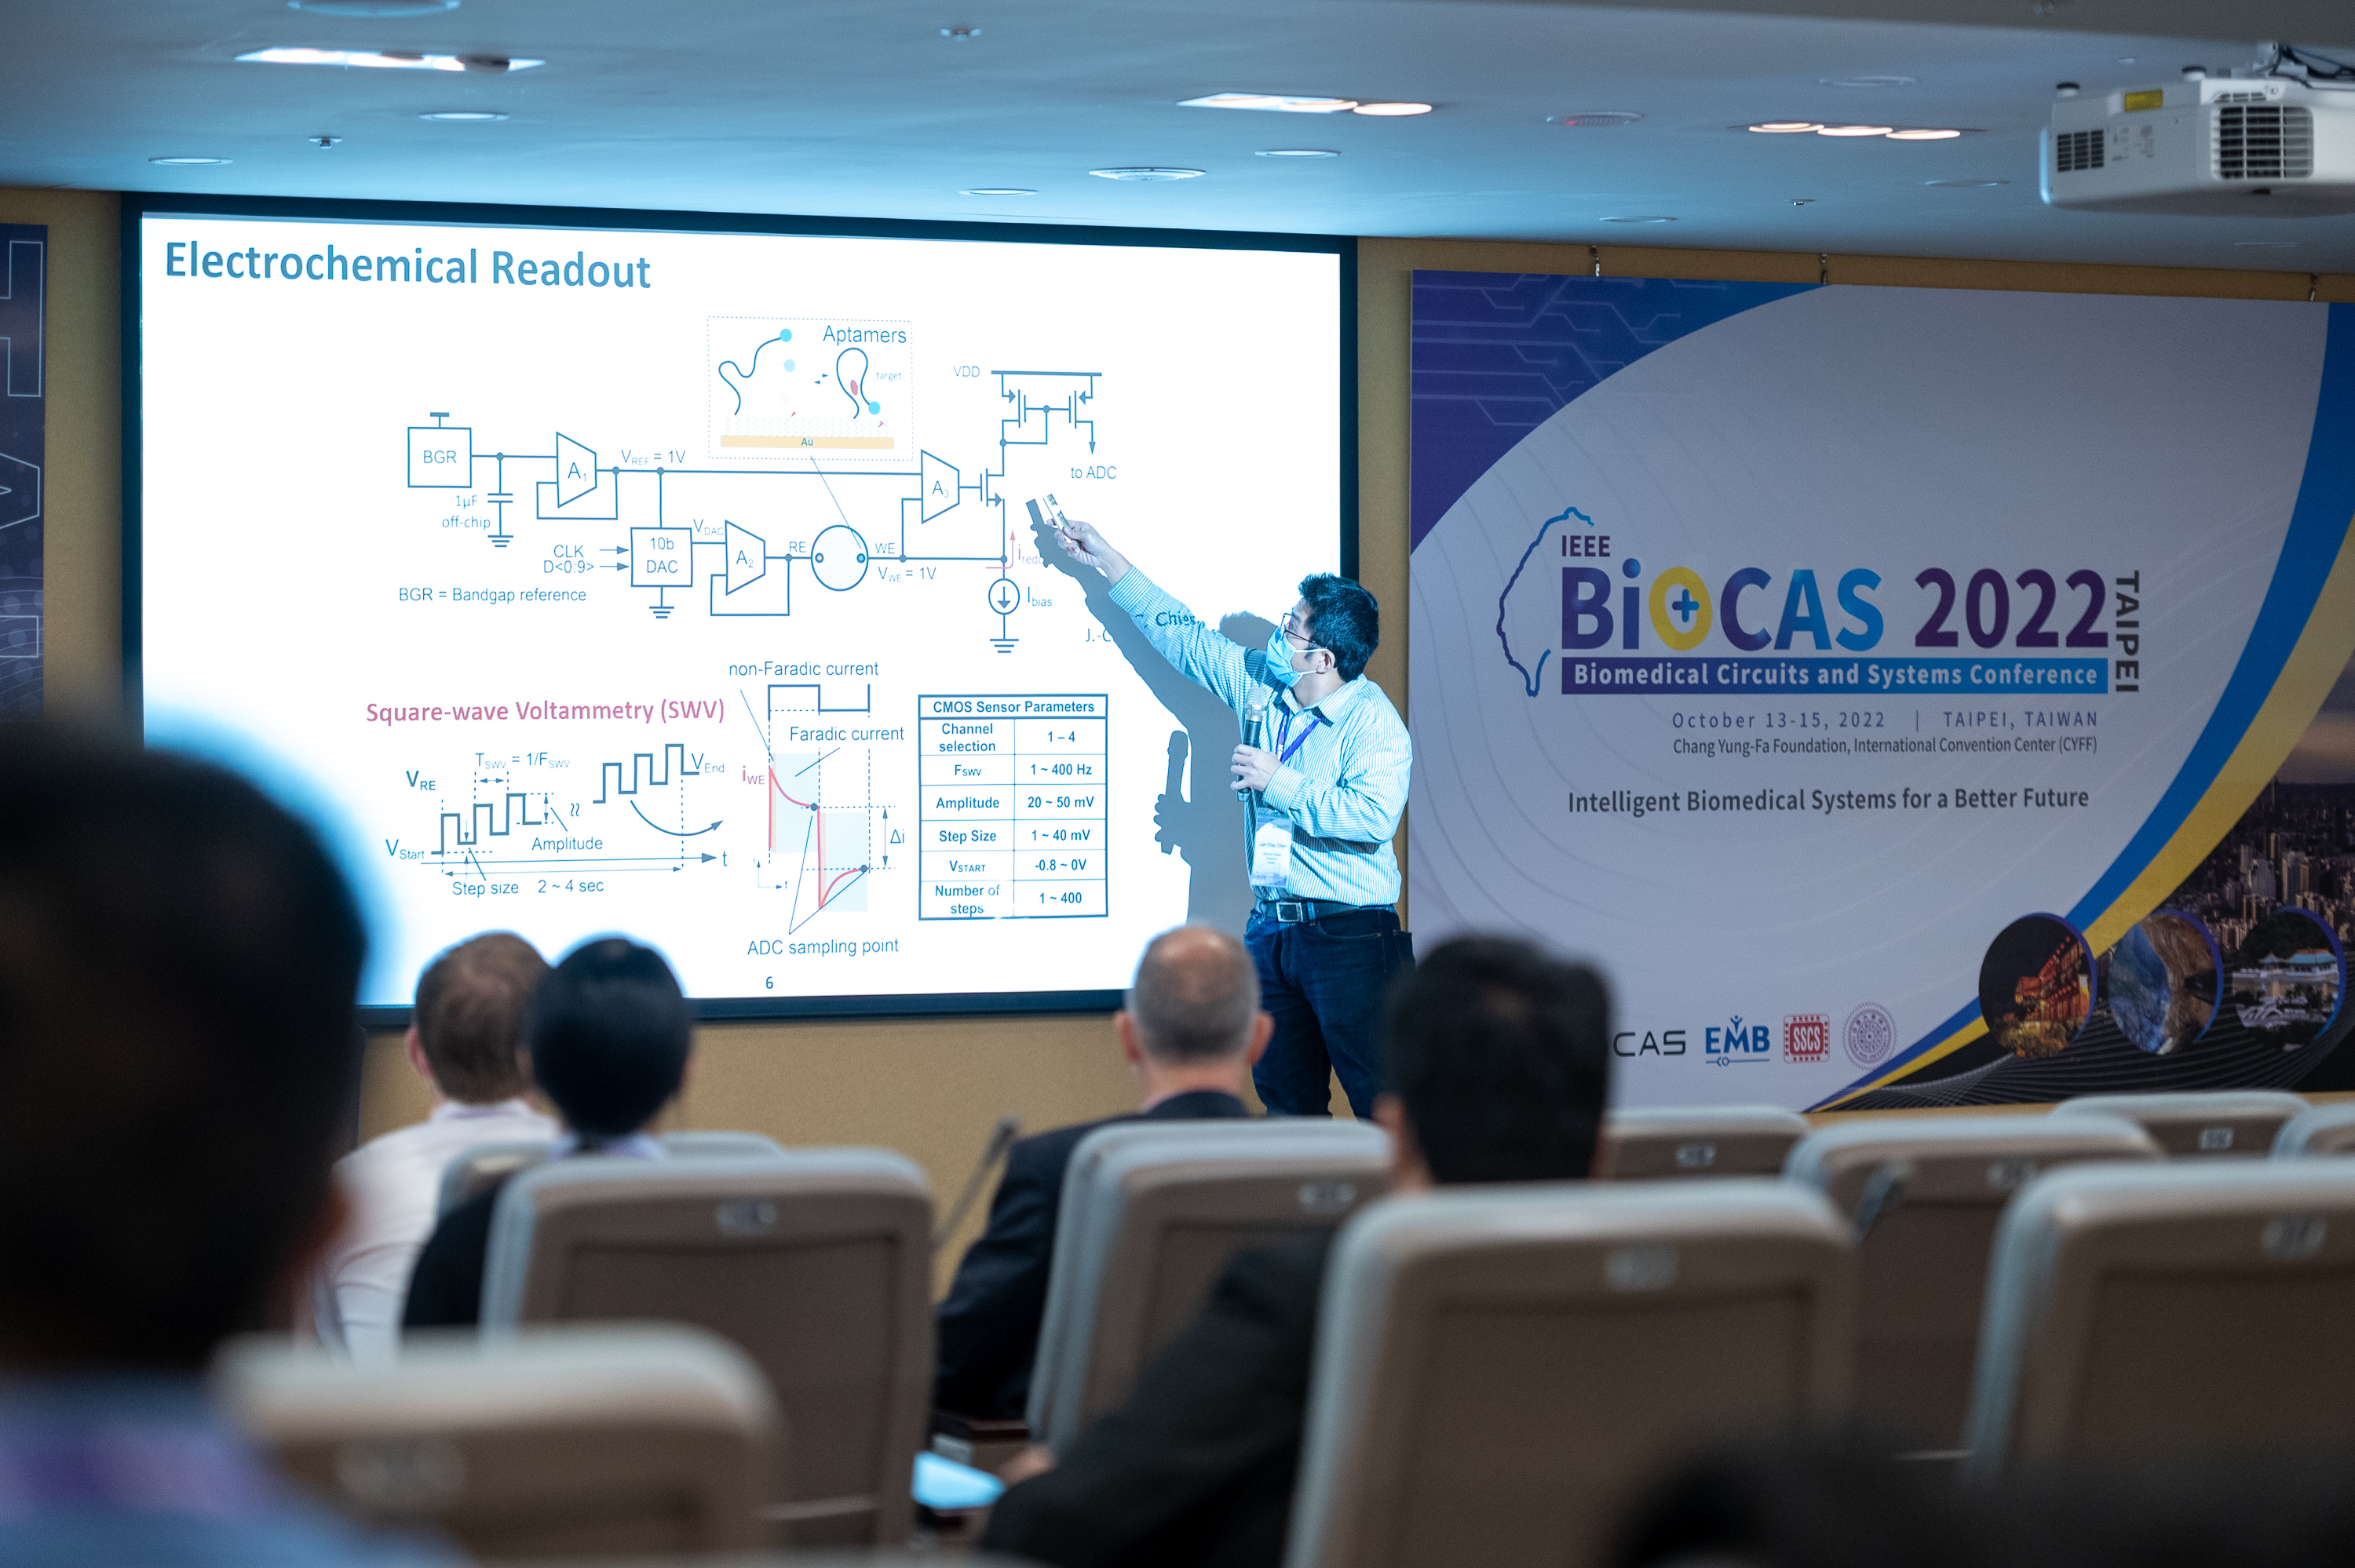 Electrochemical Readout
Aptamers
target
Au
VDD
to ADC
BGR
1µF
off-chip
A1
VREF = 1V
A3
CLK
D<0:9>
10b
DAC
VDAC
A2
RE
WE
VWE = 1V
ired
Ibias
BGR = Bandgap reference
J.-C
Chien
Square-wave Voltammetry (SWV)
VRE
TSWV = 1/FSWV
VEnd
VStart
Amplitude
Step size
2 ~ 4 sec
t
non-Faradic current
Faradic current
iWE
Δi
i
t
ADC sampling point
CMOS Sensor Parameters
Channel selection 1 – 4
FSWV 1 ~ 400 Hz
Amplitude 20 ~ 50 mV
Step Size 1 ~ 40 mV
VSTART -0.8 ~ 0V
Number of steps 1 ~ 400
6
IEEE
BiOCAS 2022
TAIPEI
Biomedical Circuits and Systems Conference
October 13-15, 2022 | TAIPEI, TAIWAN
Chang Yung-Fa Foundation, International Convention Center (CYFF)
Intelligent Biomedical Systems for a Better Future
CAS
EMB
SSCS